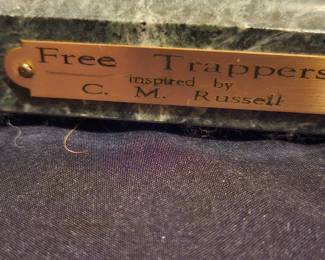 Free Trappers
inspired by
C. M. Russell